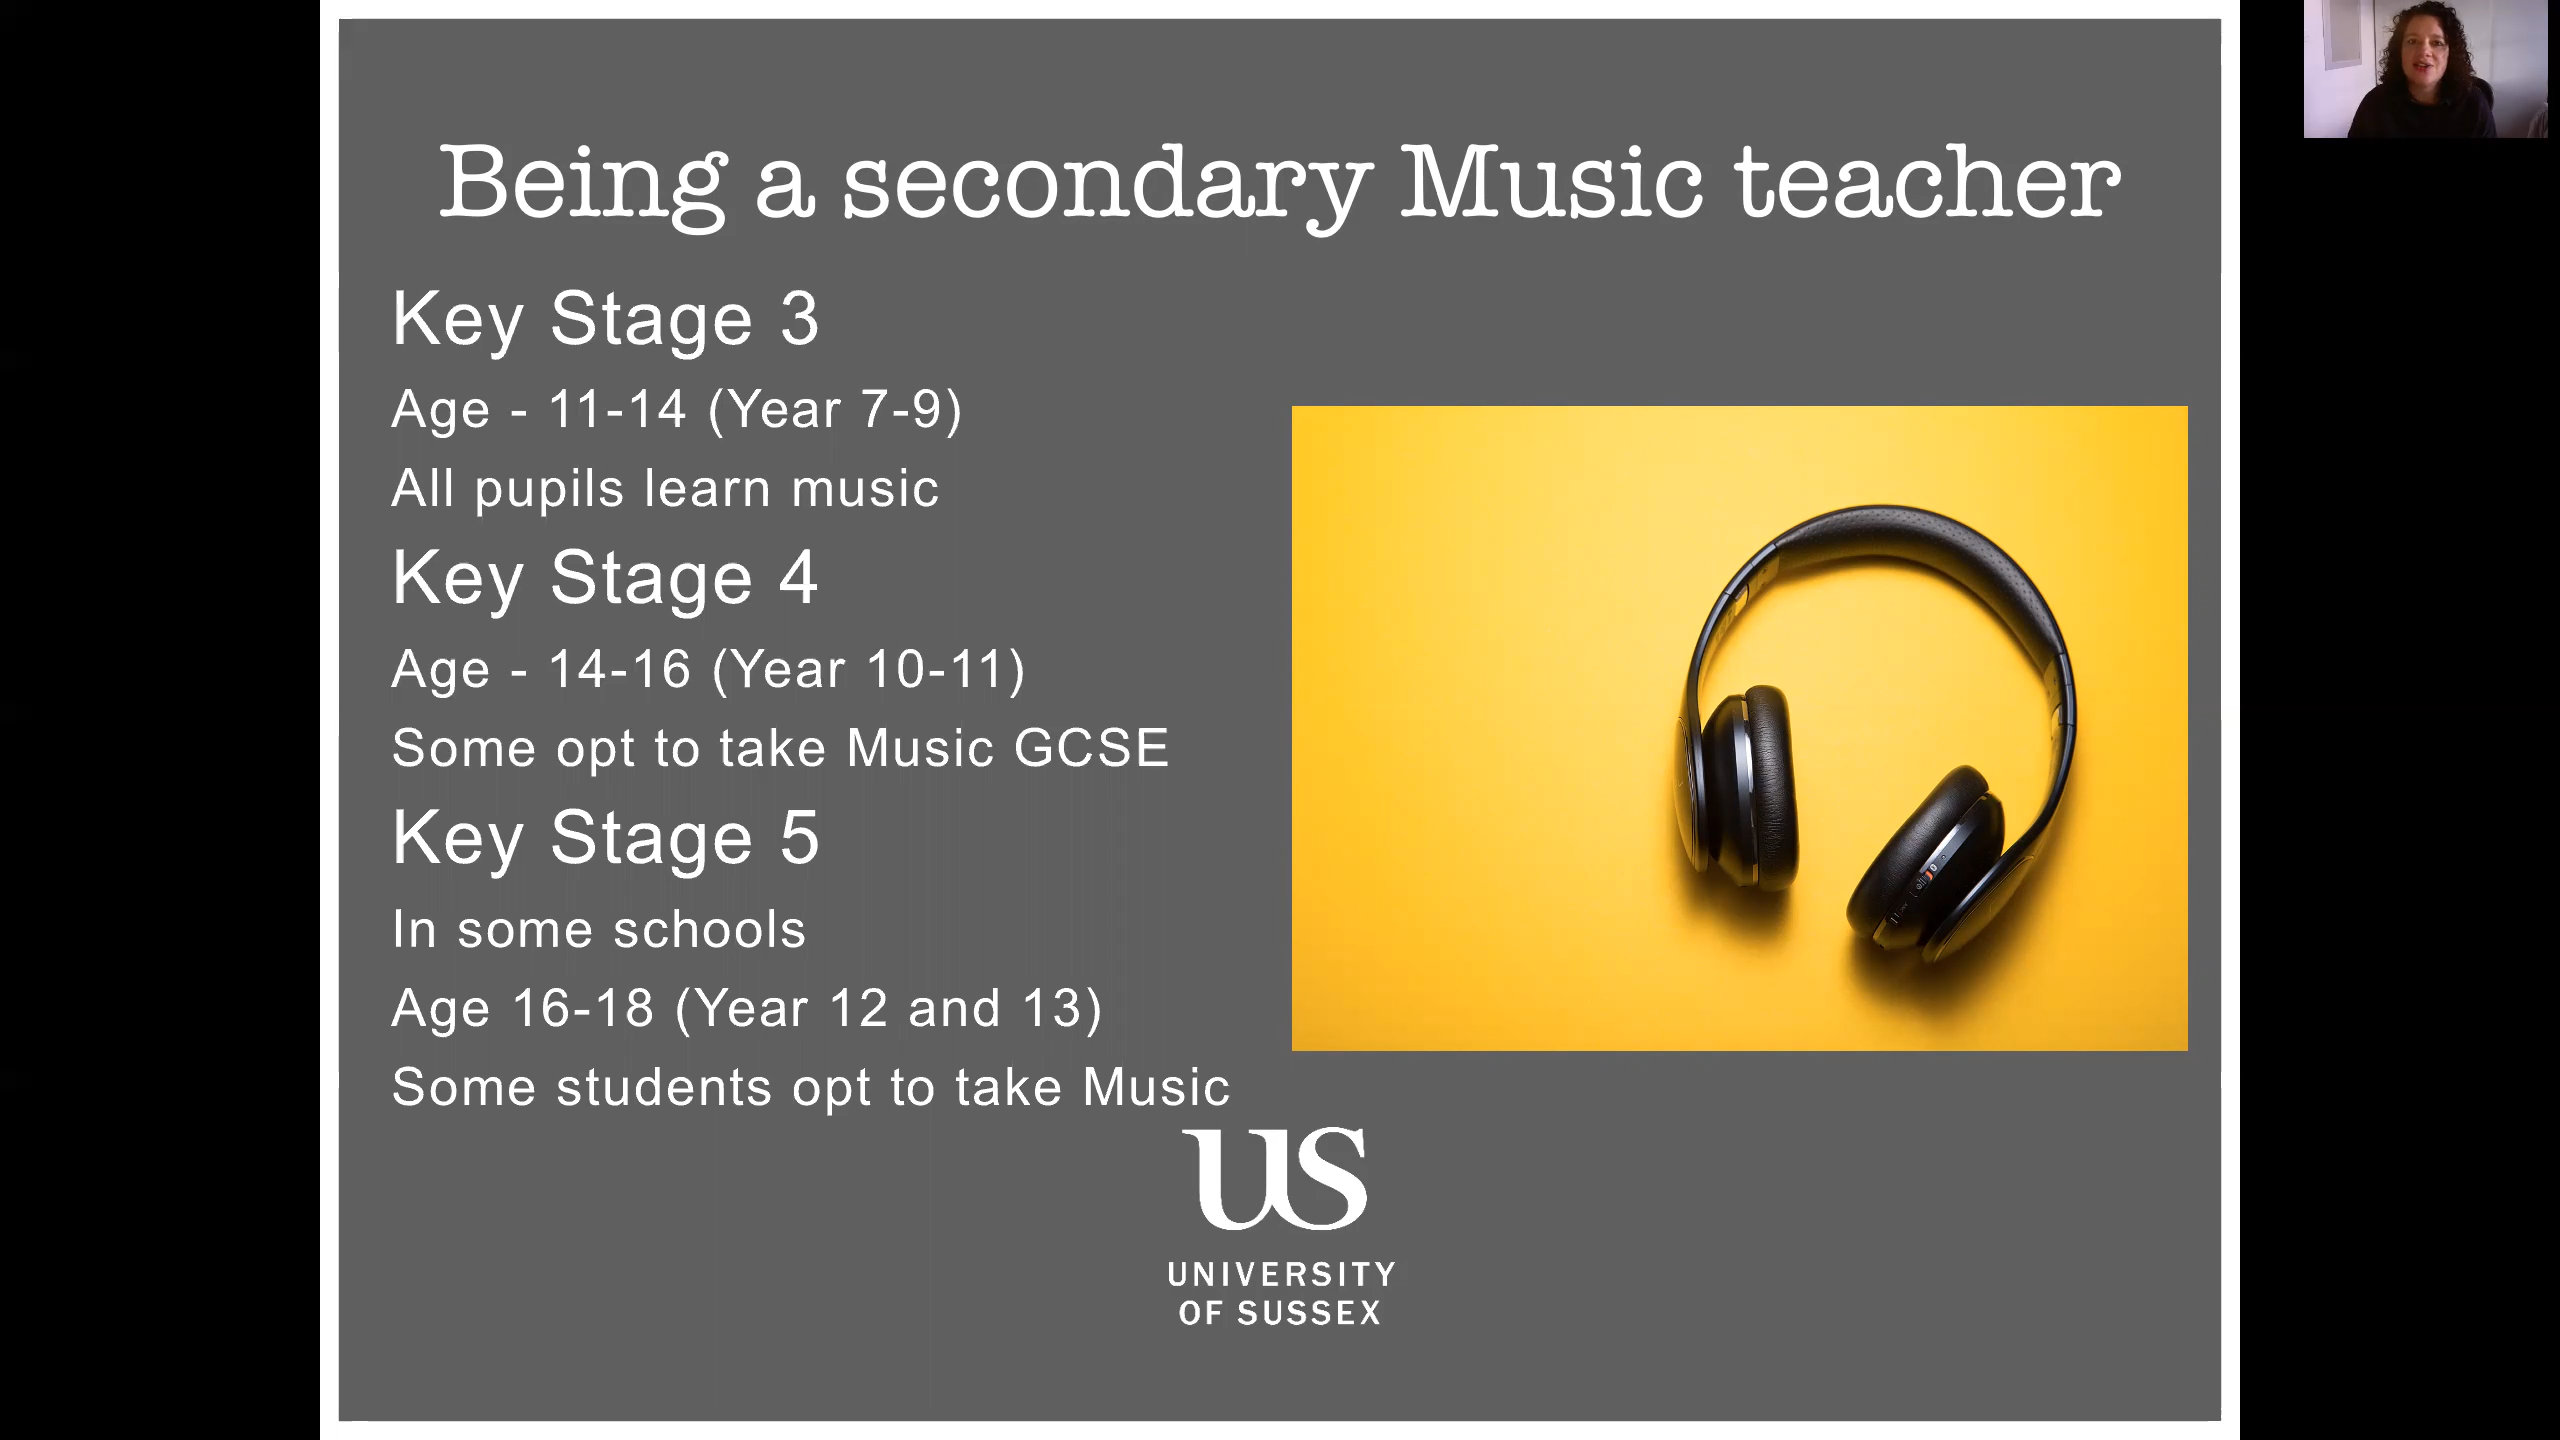 Being a secondary Music teacher
Key Stage 3
Age - 11-14 (Year 7-9)
All pupils learn music
Key Stage 4
Age - 14-16 (Year 10-11)
Some opt to take Music GCSE
Key Stage 5
In some schools
Age 16-18 (Year 12 and 13)
Some students opt to take Music
US
UNIVERSITY
OF SUSSEX